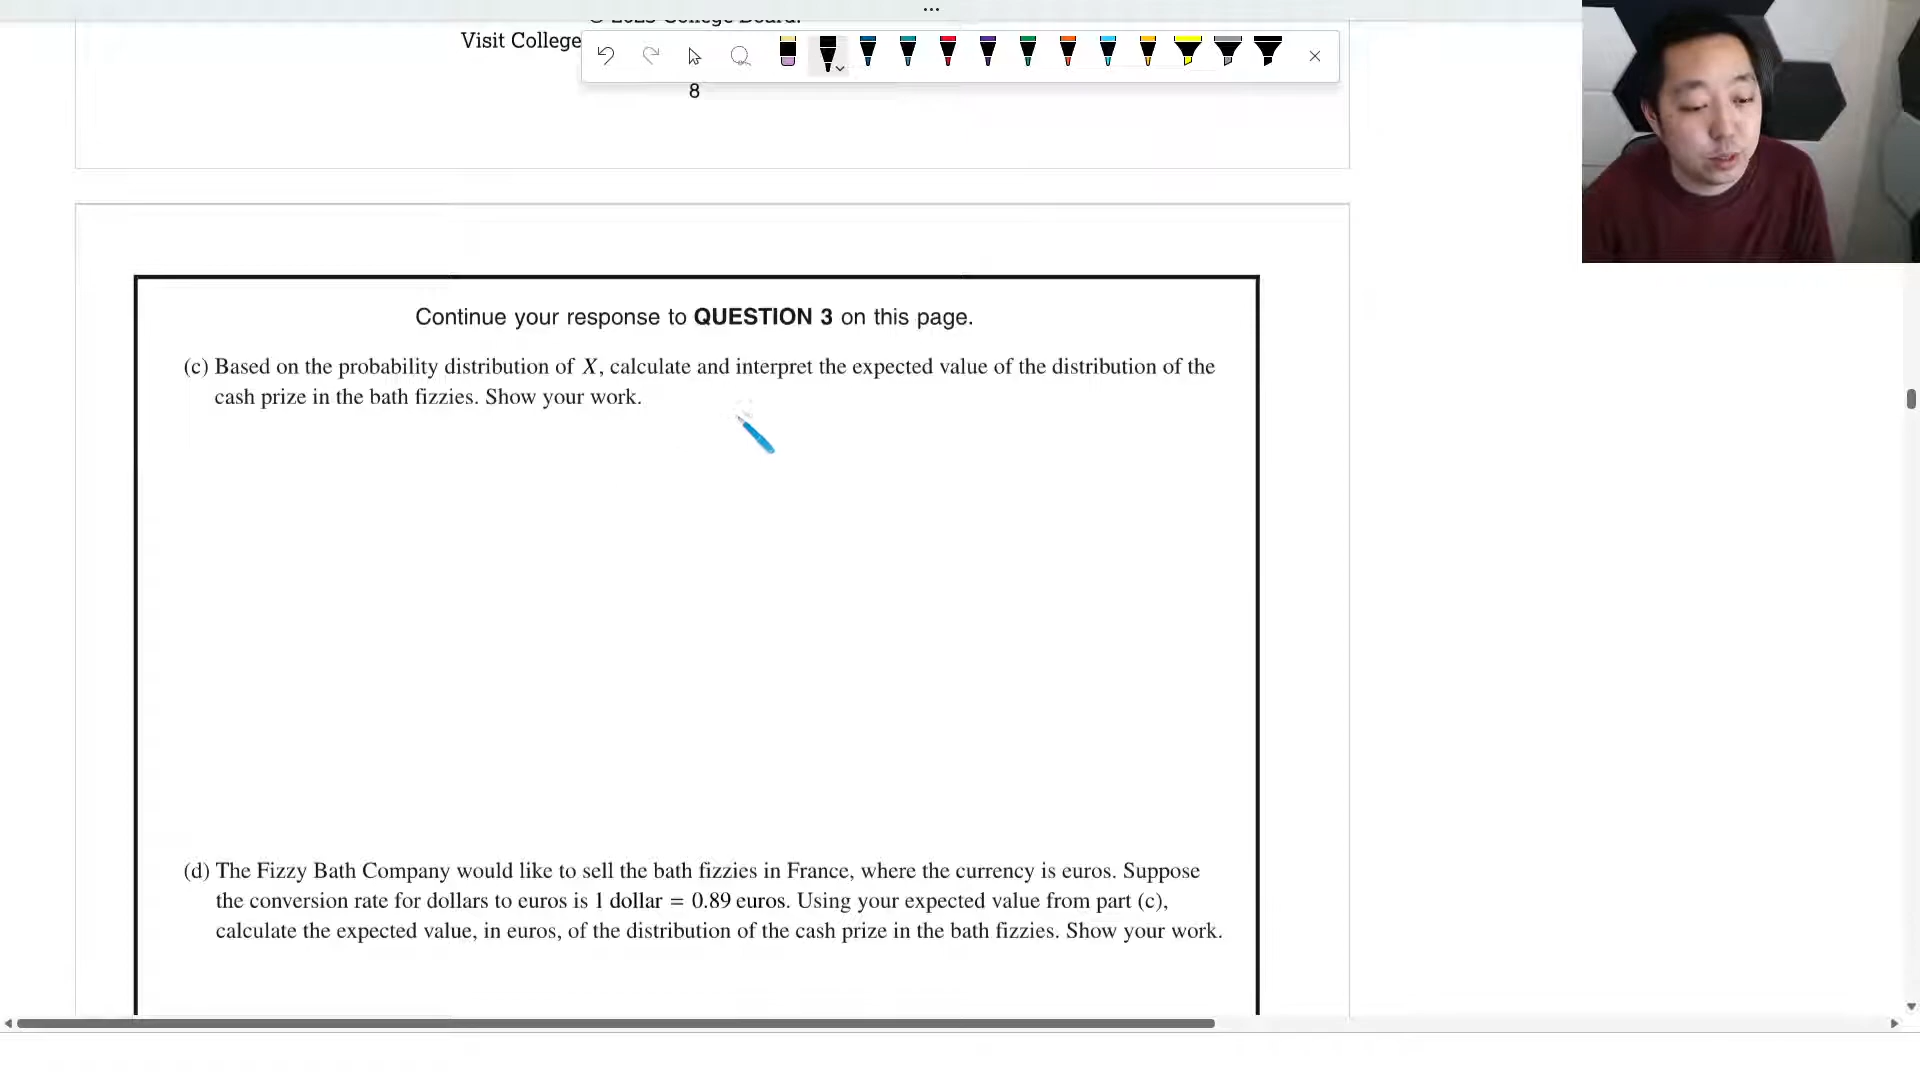 © 2023 College Board.
Visit College
8
Continue your response to QUESTION 3 on this page.
(c) Based on the probability distribution of X, calculate and interpret the expected value of the distribution of the
cash prize in the bath fizzies. Show your work.
(d) The Fizzy Bath Company would like to sell the bath fizzies in France, where the currency is euros. Suppose
the conversion rate for dollars to euros is 1 dollar = 0.89 euros. Using your expected value from part (c),
calculate the expected value, in euros, of the distribution of the cash prize in the bath fizzies. Show your work.